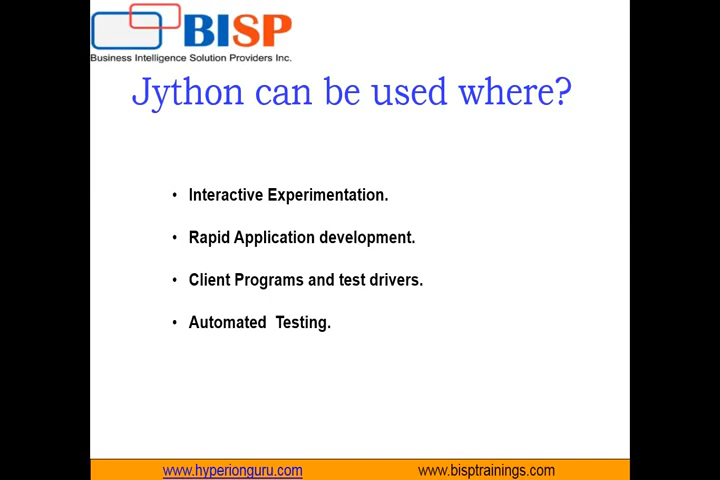 BISP
Business Intelligence Solution Providers Inc.
Jython can be used where?
• Interactive Experimentation.
• Rapid Application development.
• Client Programs and test drivers.
• Automated  Testing.
www.hyperionguru.com
www.bisptrainings.com